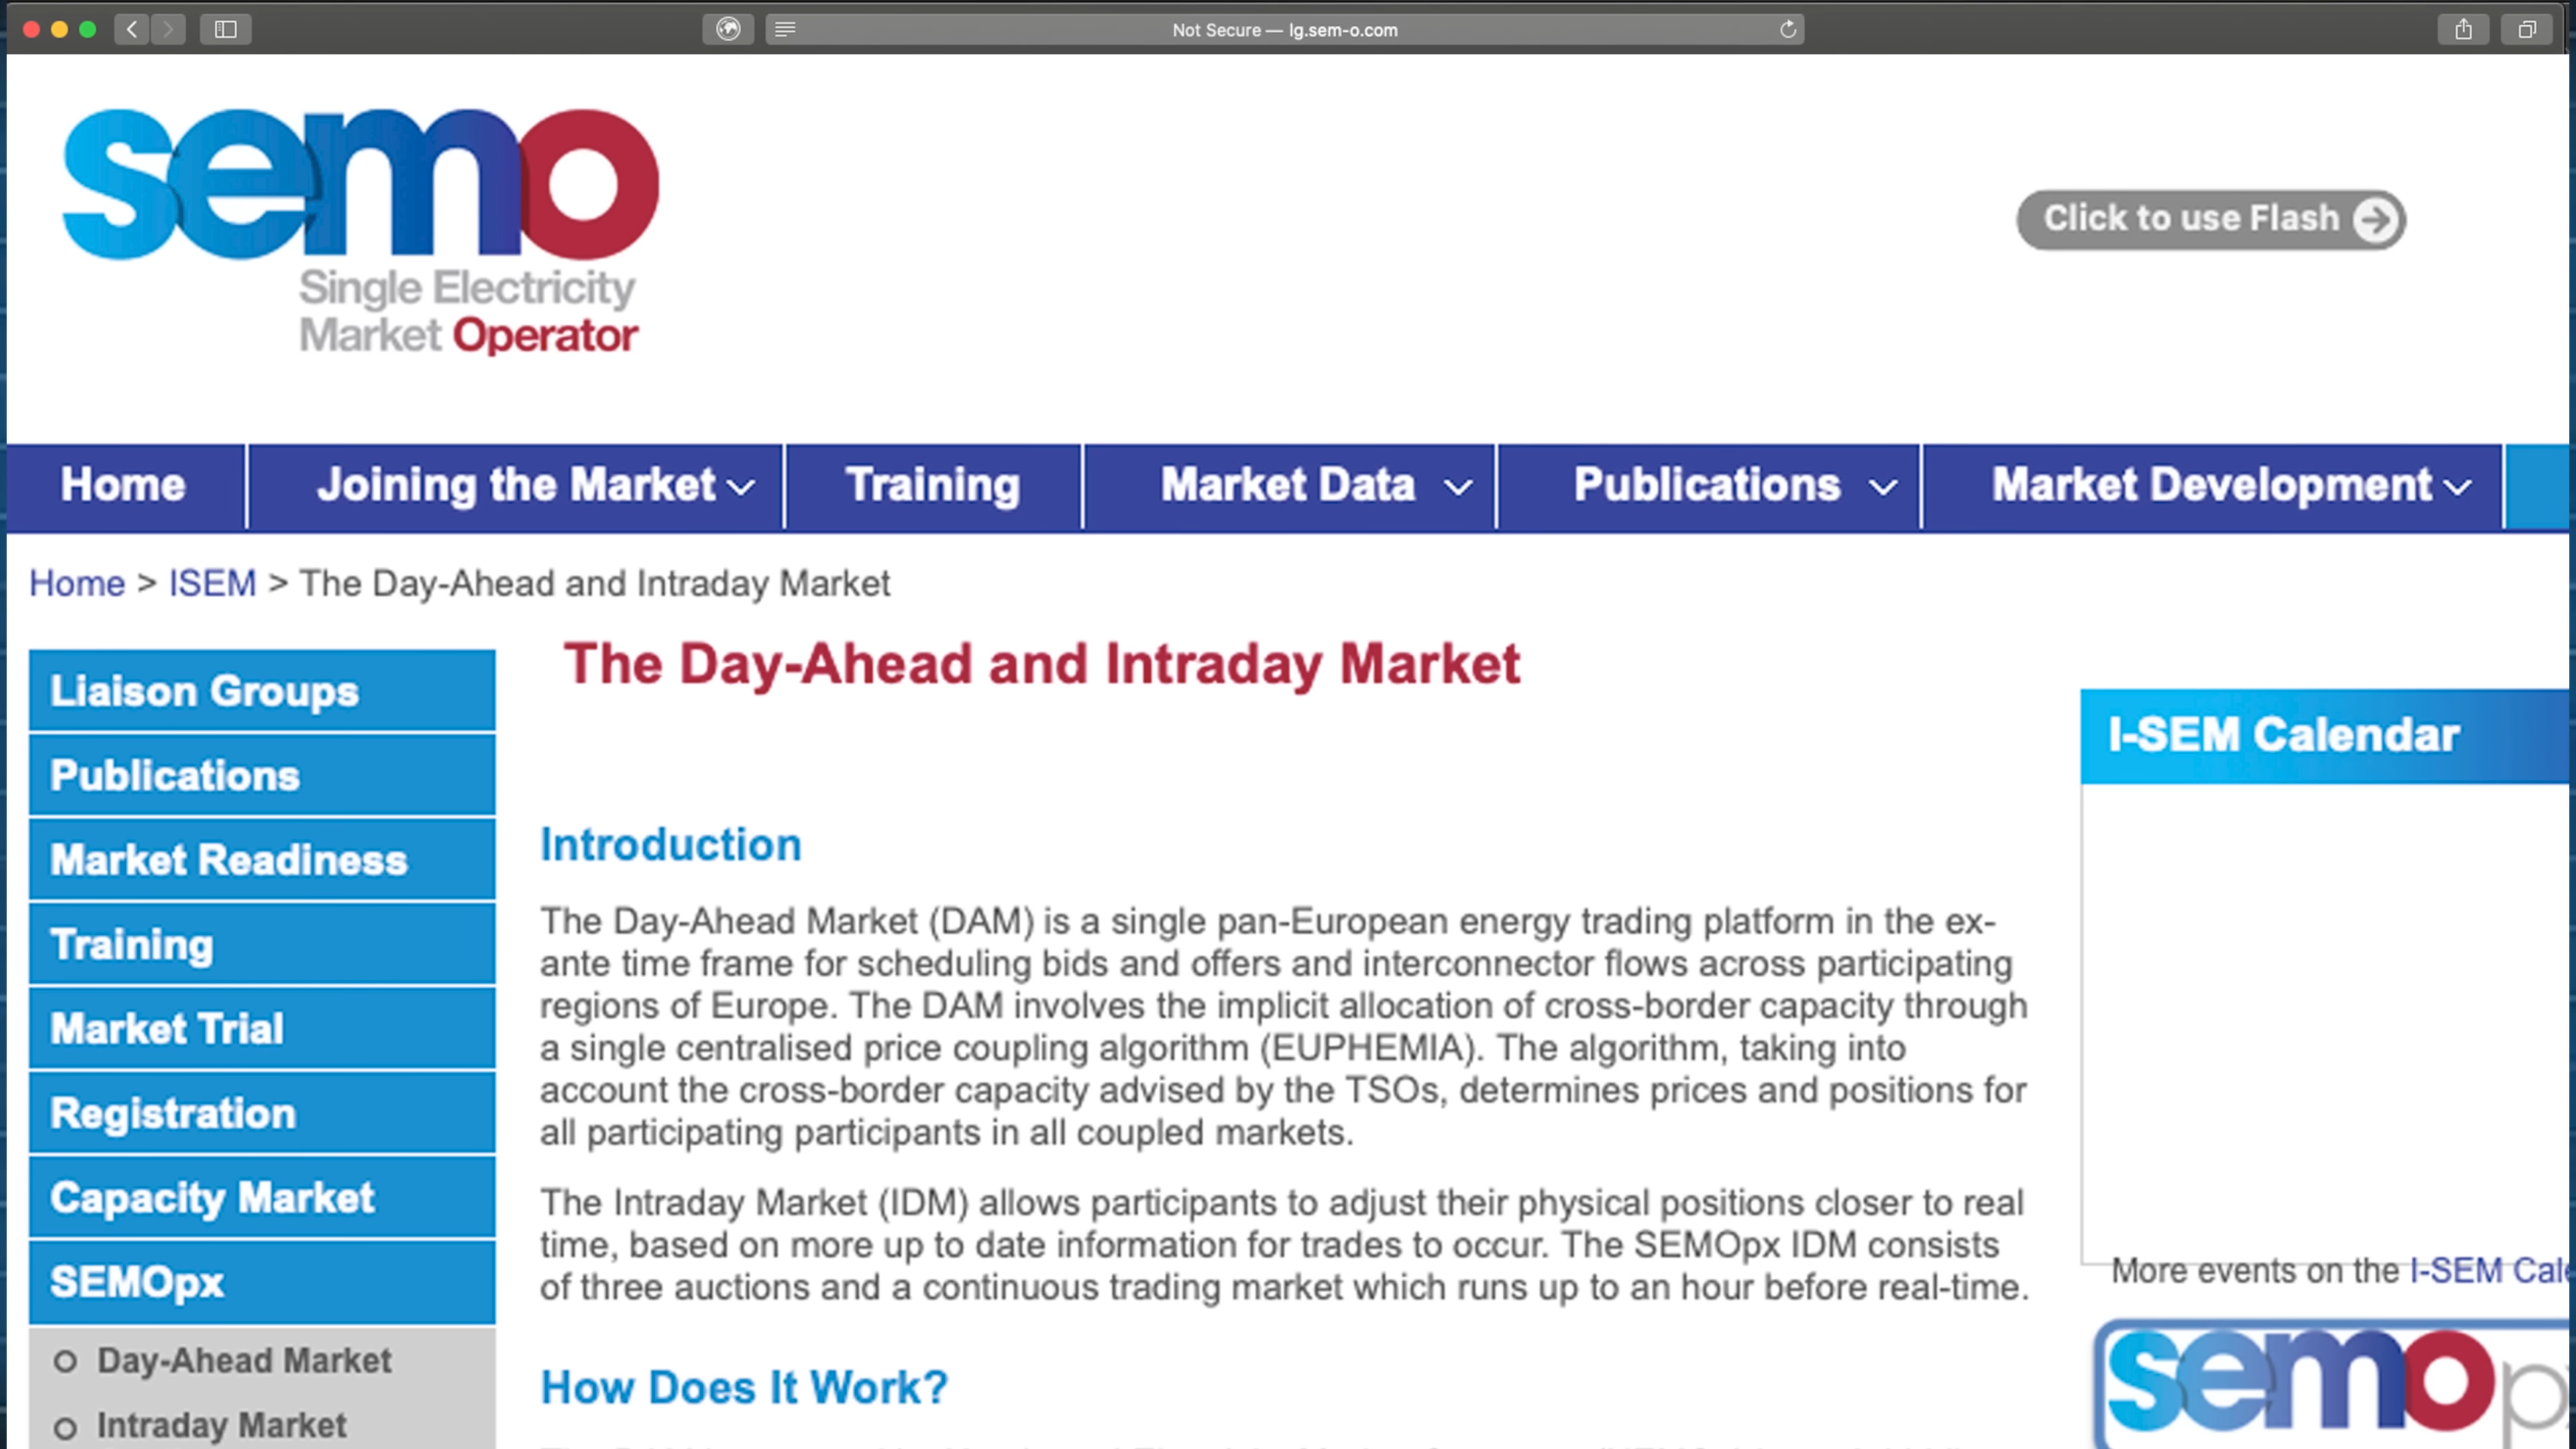 Not Secure — lg.sem-o.com
semo
Single Electricity
Market Operator
Click to use Flash
Home
Joining the Market
Training
Market Data
Publications
Market Development
Home > ISEM > The Day-Ahead and Intraday Market
Liaison Groups
Publications
Market Readiness
Training
Market Trial
Registration
Capacity Market
SEMOpx
Day-Ahead Market
Intraday Market
The Day-Ahead and Intraday Market
Introduction
The Day-Ahead Market (DAM) is a single pan-European energy trading platform in the ex-
ante time frame for scheduling bids and offers and interconnector flows across participating
regions of Europe. The DAM involves the implicit allocation of cross-border capacity through
a single centralised price coupling algorithm (EUPHEMIA). The algorithm, taking into
account the cross-border capacity advised by the TSOs, determines prices and positions for
all participating participants in all coupled markets.
The Intraday Market (IDM) allows participants to adjust their physical positions closer to real
time, based on more up to date information for trades to occur. The SEMOpx IDM consists
of three auctions and a continuous trading market which runs up to an hour before real-time.
How Does It Work?
I-SEM Calendar
More events on the I-SEM
semo